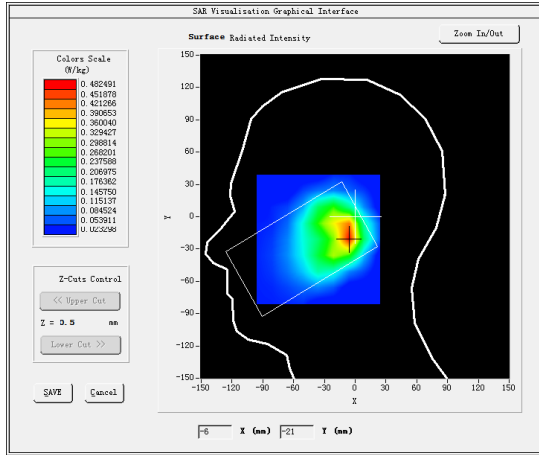 SAR Visualisation Graphical Interface
Surface Radiated Intensity
Zoom In/Out
Colors Scale
(W/kg)
0.482491
0.451878
0.421266
0.390653
0.360040
0.329427
0.298814
0.268201
0.237588
0.206975
0.176362
0.145750
0.115137
0.084524
0.053911
0.023298
Z-Cuts Control
<< Upper Cut
Z = 3.5 mm
Lower Cut >>
SAVE
Cancel
150
120
90
60
30
0
-30
-60
-90
-120
-150
Y
-150 -120 -90 -60 -30 0 30 60 90 120 150
X
-6 X (mm) -21 Y (mm)